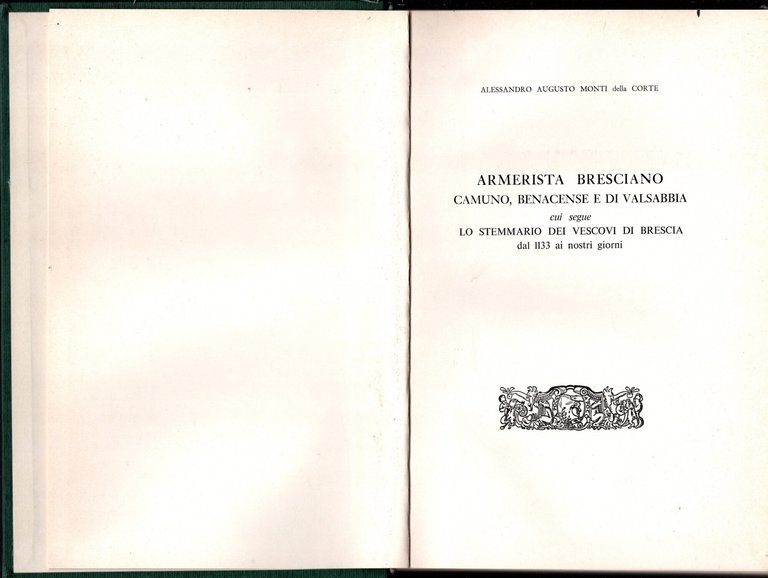 ALESSANDRO AUGUSTO MONTI della CORTE
ARMERISTA BRESCIANO
CAMUNO, BENACENSE E DI VALSABBIA
cui segue
LO STEMMARIO DEI VESCOVI DI BRESCIA
dal 1133 ai nostri giorni